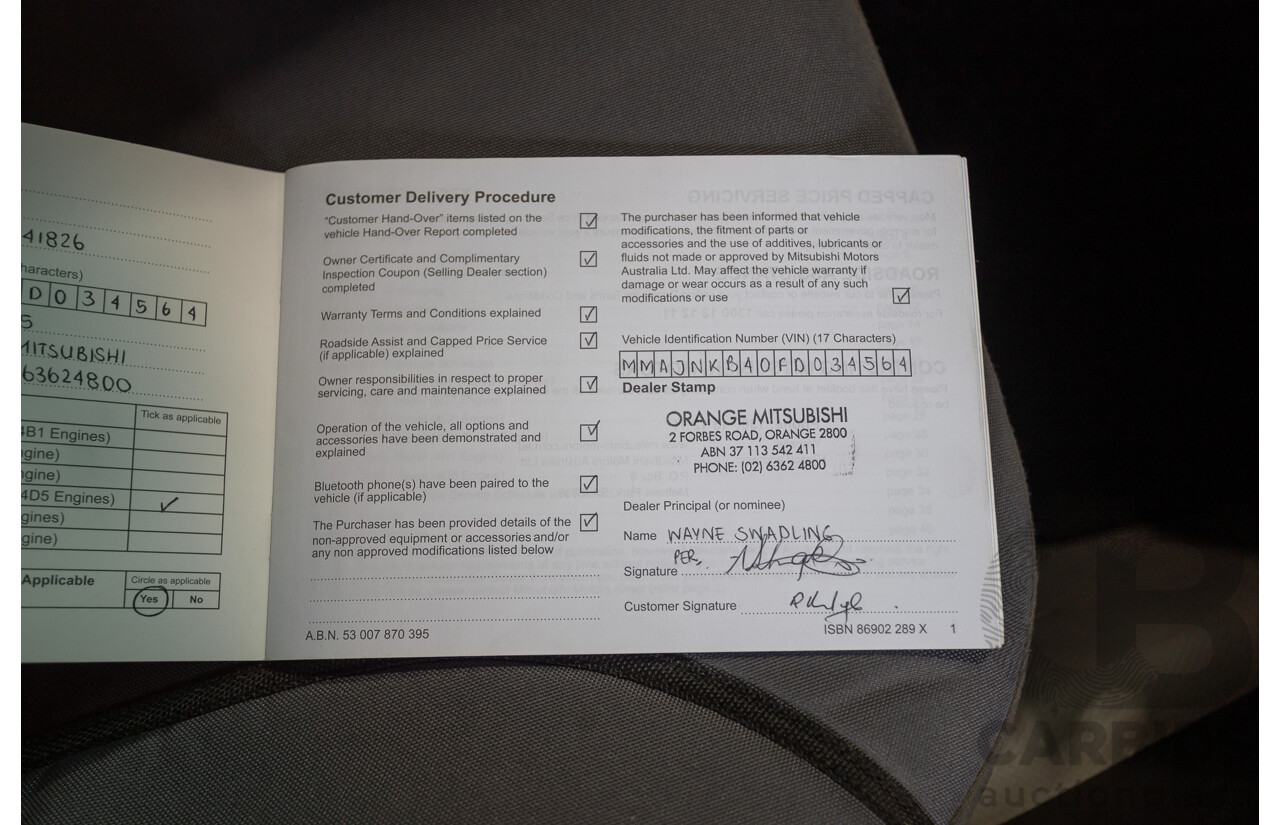 41826
haracters)
D 0 3 4 5 6 4
5
MITSUBISHI
63624800
Tick as applicable
4B1 Engines)
gine)
ngine)
4D5 Engines) ✓
gines)
gine)
Applicable
Circle as applicable
Yes No
Customer Delivery Procedure
"Customer Hand-Over" items listed on the
vehicle Hand-Over Report completed
Owner Certificate and Complimentary
Inspection Coupon (Selling Dealer section)
completed
Warranty Terms and Conditions explained
Roadside Assist and Capped Price Service
(if applicable) explained
Owner responsibilities in respect to proper
servicing, care and maintenance explained
Operation of the vehicle, all options and
accessories have been demonstrated and
explained
Bluetooth phone(s) have been paired to the
vehicle (if applicable)
The Purchaser has been provided details of the
non-approved equipment or accessories and/or
any non approved modifications listed below
A.B.N. 53 007 870 395
The purchaser has been informed that vehicle
modifications, the fitment of parts or
accessories and the use of additives, lubricants or
fluids not made or approved by Mitsubishi Motors
Australia Ltd. May affect the vehicle warranty if
damage or wear occurs as a result of any such
modifications or use
Vehicle Identification Number (VIN) (17 Characters)
M M A J N K B 4 0 F D 0 3 4 5 6 4
Dealer Stamp
ORANGE MITSUBISHI
2 FORBES ROAD, ORANGE 2800
ABN 37 113 542 411
PHONE: (02) 6362 4800
Dealer Principal (or nominee)
Name WAYNE SWADLING
PER.
Signature
Customer Signature
ISBN 86902 289 X 1